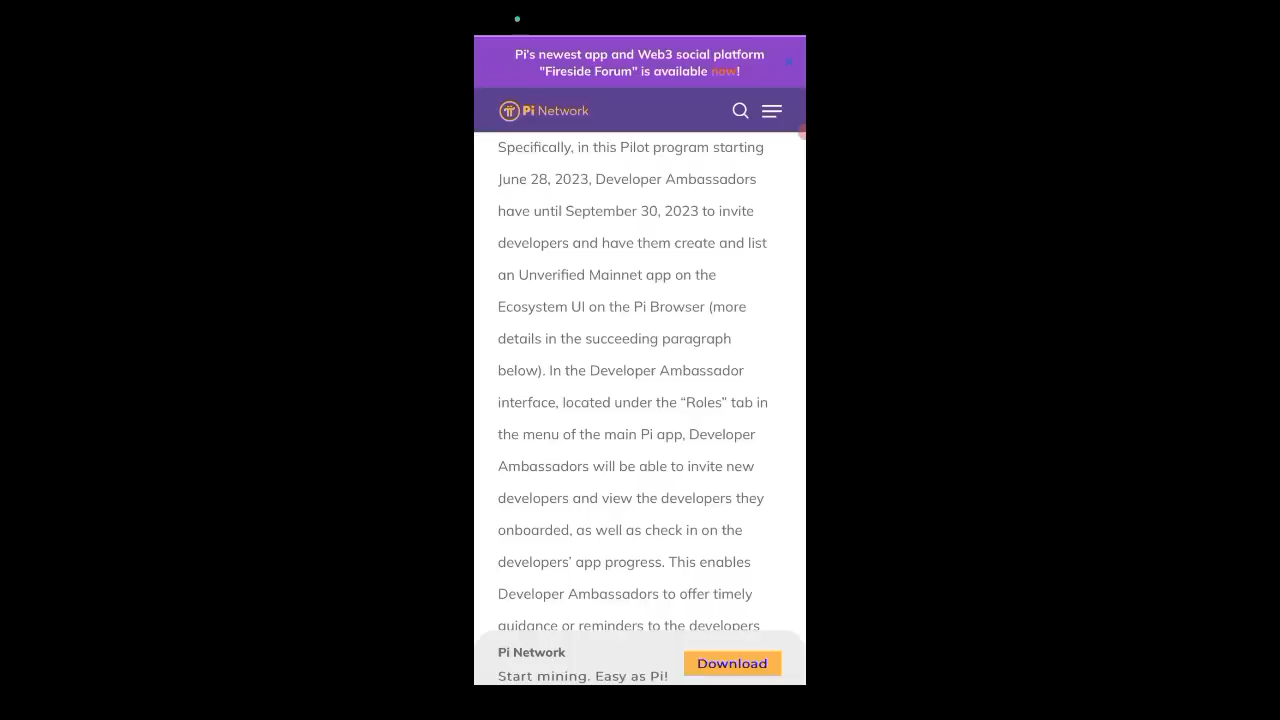 Pi's newest app and Web3 social platform
"Fireside Forum" is available now!
Pi Network
Specifically, in this Pilot program starting
June 28, 2023, Developer Ambassadors
have until September 30, 2023 to invite
developers and have them create and list
an Unverified Mainnet app on the
Ecosystem UI on the Pi Browser (more
details in the succeeding paragraph
below). In the Developer Ambassador
interface, located under the “Roles” tab in
the menu of the main Pi app, Developer
Ambassadors will be able to invite new
developers and view the developers they
onboarded, as well as check in on the
developers’ app progress. This enables
Developer Ambassadors to offer timely
guidance or reminders to the developers
Pi Network
Start mining. Easy as Pi!
Download